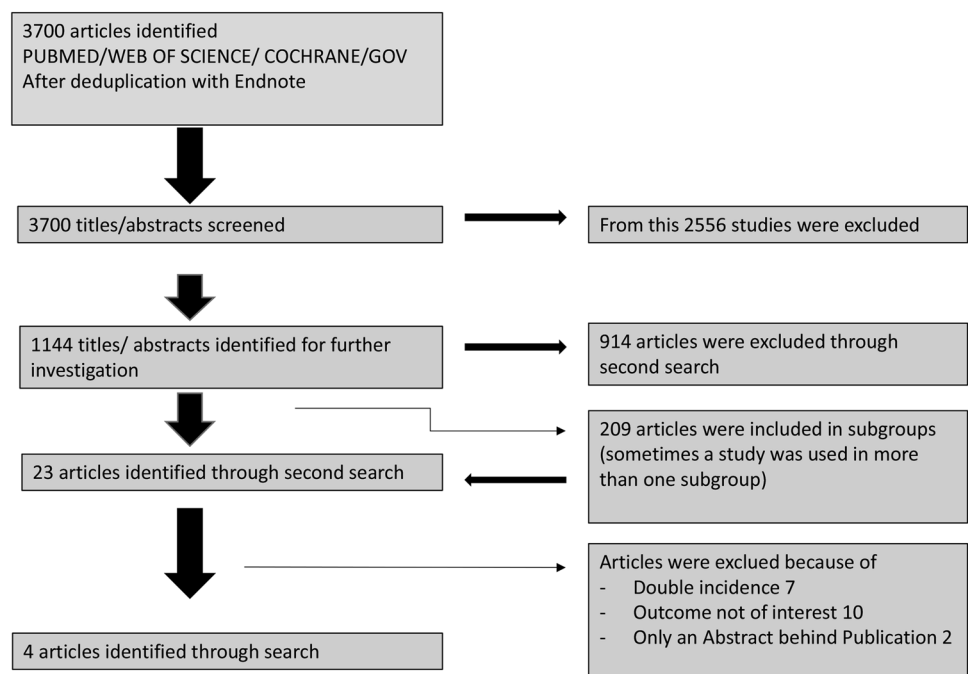 3700 articles identified
PUBMED/WEB OF SCIENCE/ COCHRANE/GOV
After deduplication with Endnote
3700 titles/abstracts screened
From this 2556 studies were excluded
1144 titles/ abstracts identified for further
investigation
914 articles were excluded through
second search
209 articles were included in subgroups
(sometimes a study was used in more
than one subgroup)
23 articles identified through second search
Articles were exclued because of
- Double incidence 7
- Outcome not of interest 10
- Only an Abstract behind Publication 2
4 articles identified through search